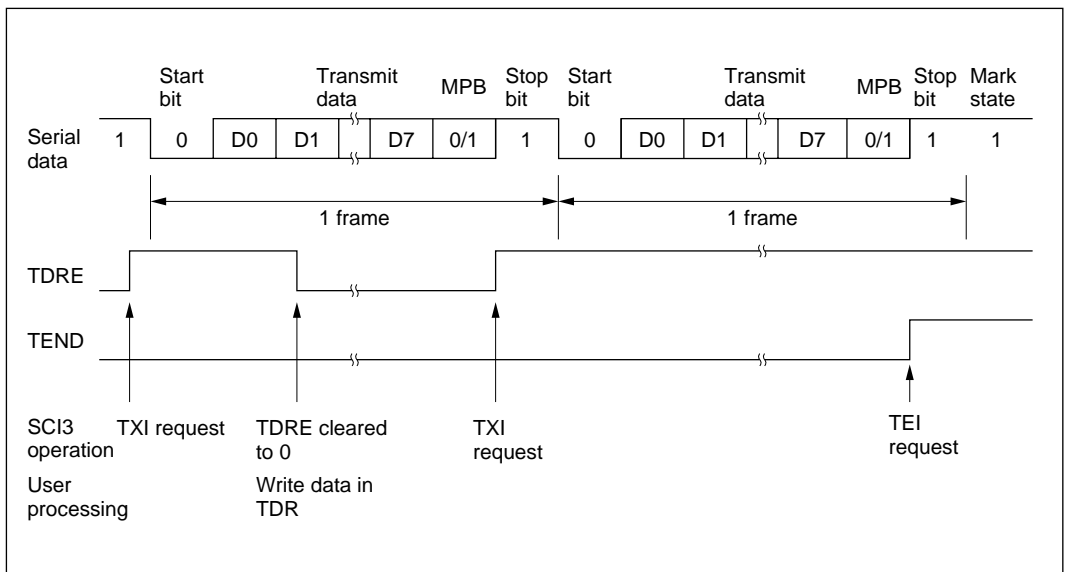 Start bit Transmit data MPB Stop bit Start bit Transmit data MPB Stop bit Mark state
Serial data 1 0 D0 D1 D7 0/1 1 0 D0 D1 D7 0/1 1 1
1 frame 1 frame
TDRE
TEND
SCI3 operation TXI request TDRE cleared to 0 TXI request TEI request
User processing Write data in TDR